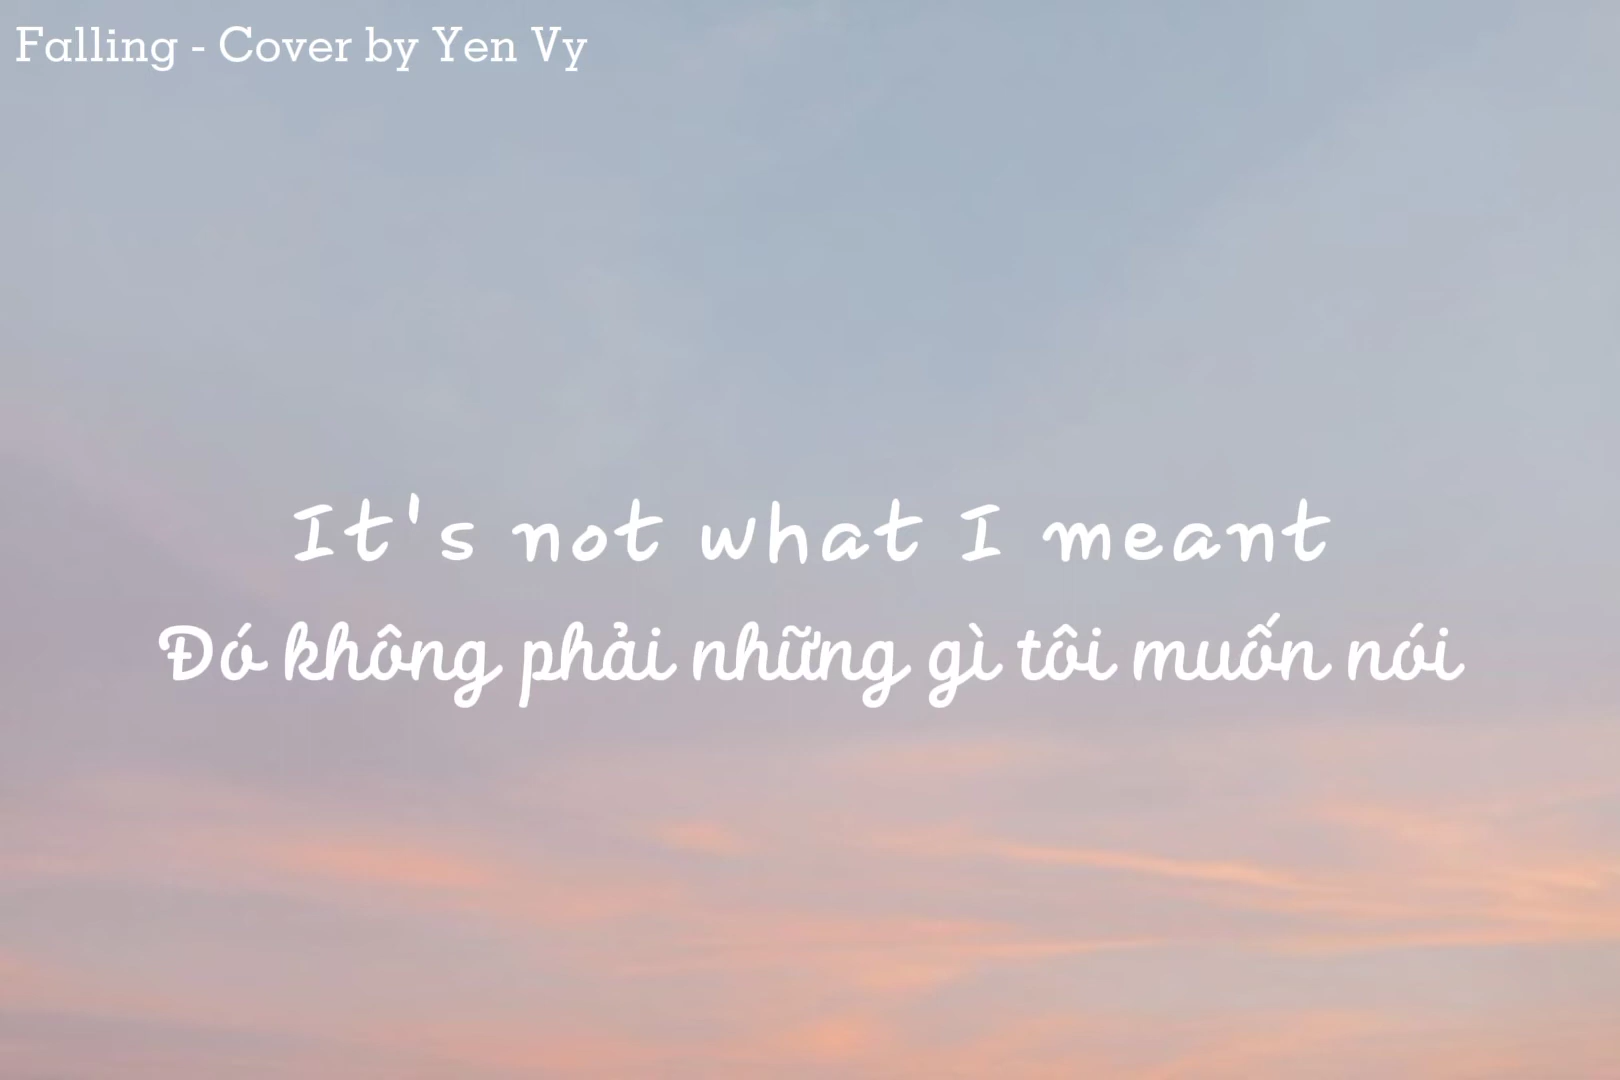 Falling - Cover by Yen Vy
It's not what I meant
Đó không phải những gì tôi muốn nói